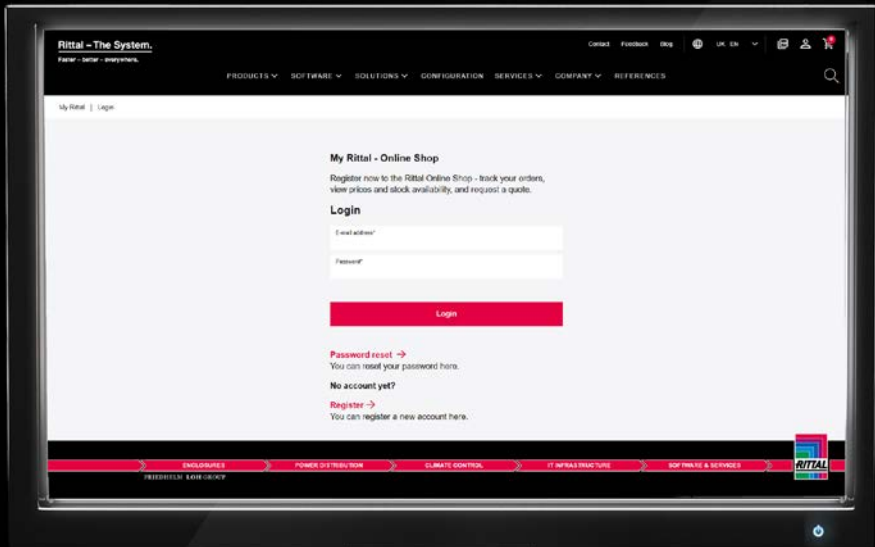 Rittal – The System.
Contact Feedback Blog UK EN
Faster – better – everywhere.
PRODUCTS SOFTWARE SOLUTIONS CONFIGURATION SERVICES COMPANY REFERENCES
My Rittal | Login
My Rittal - Online Shop
Register now to the Rittal Online Shop - track your orders,
view prices and stock availability, and request a quote.
Login
E-mail address*
Password*
Login
Password reset →
You can reset your password here.
No account yet?
Register →
You can register a new account here.
ENCLOSURES POWER DISTRIBUTION CLIMATE CONTROL IT INFRASTRUCTURE SOFTWARE & SERVICES
RITTAL
FRIEDHELM LOH GROUP